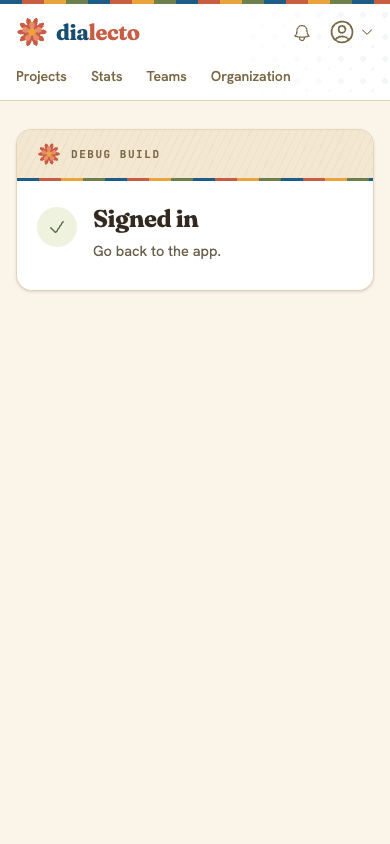 dialecto
Projects Stats Teams Organization
DEBUG BUILD
Signed in
Go back to the app.